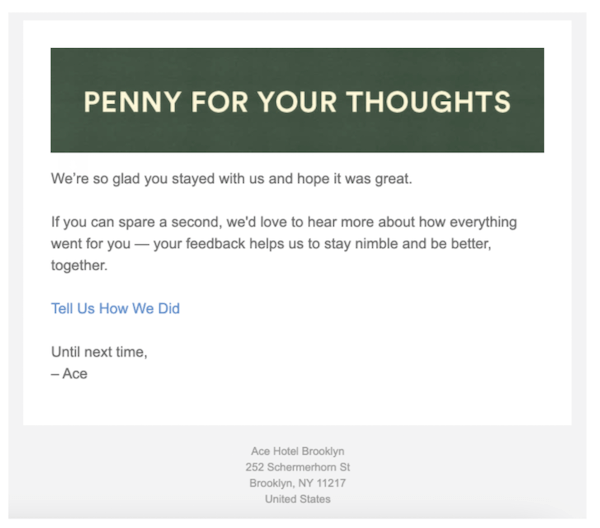 PENNY FOR YOUR THOUGHTS
We’re so glad you stayed with us and hope it was great.
If you can spare a second, we'd love to hear more about how everything
went for you — your feedback helps us to stay nimble and be better,
together.
Tell Us How We Did
Until next time,
– Ace
Ace Hotel Brooklyn
252 Schermerhorn St
Brooklyn, NY 11217
United States